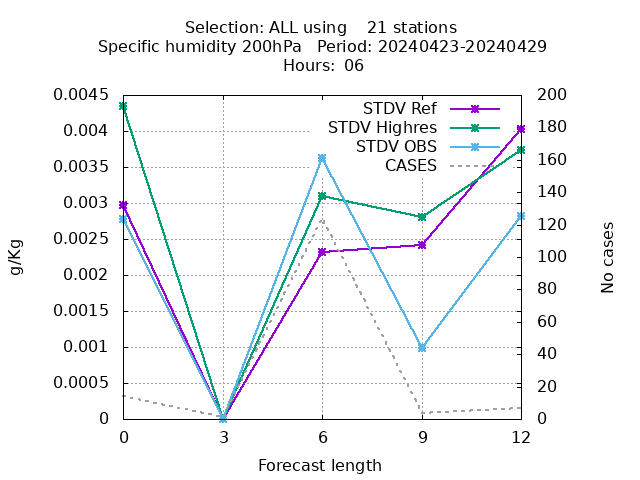 Selection: ALL using    21 stations
Specific humidity 200hPa   Period: 20240423-20240429
Hours: 06
STDV Ref
STDV Highres
STDV OBS
CASES
0.0045
0.004
0.0035
0.003
0.0025
0.002
0.0015
0.001
0.0005
0
200
180
160
140
120
100
80
60
40
20
0
g/Kg
No cases
0 3 6 9 12
Forecast length